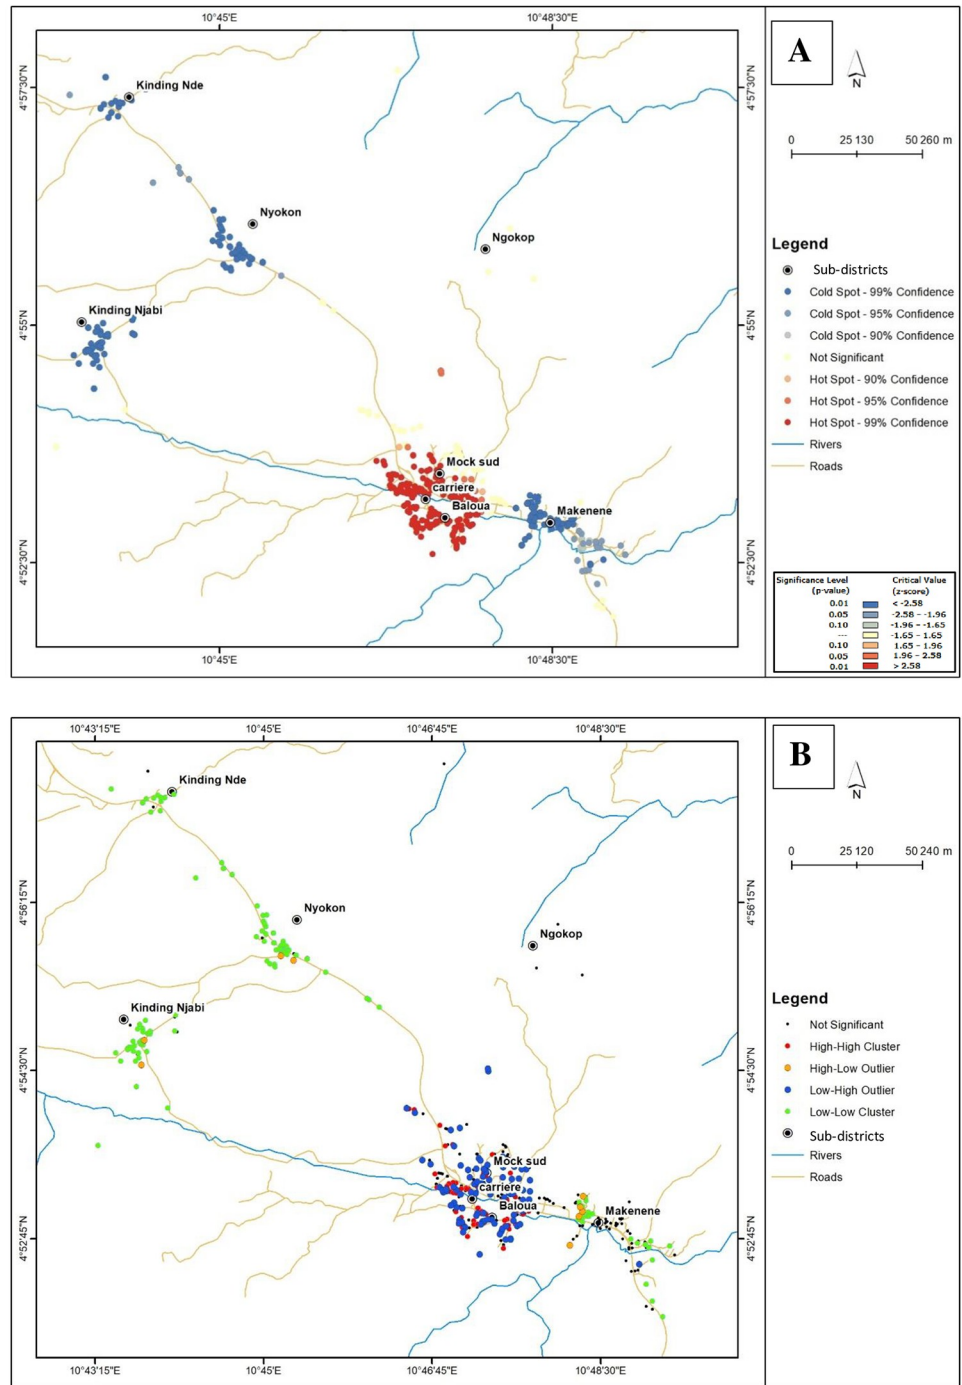 10°45'E
10°48'30"E
A
N
4°57'30"N
4°57'30"N
Kinding Nde
0
25 130
50 260 m
Nyokon
Ngokop
Legend
Sub-districts
Cold Spot - 99% Confidence
Cold Spot - 95% Confidence
Cold Spot - 90% Confidence
Not Significant
Hot Spot - 90% Confidence
Hot Spot - 95% Confidence
Hot Spot - 99% Confidence
Rivers
Roads
Kinding Njabi
4°55'N
4°55'N
Mock sud
carriere
Baloua
Makenene
4°52'30"N
4°52'30"N
Significance Level
(p-value)
Critical Value
(z-score)
0.01
< -2.58
0.05
-2.58 - -1.96
0.10
-1.96 - -1.65
---
-1.65 - 1.65
0.10
1.65 - 1.96
0.05
1.96 - 2.58
0.01
> 2.58
10°45'E
10°48'30"E
10°43'15"E
10°45'E
10°46'45"E
10°48'30"E
B
N
Kinding Nde
0
25 120
50 240 m
4°56'15"N
4°56'15"N
Nyokon
Ngokop
Legend
Not Significant
High-High Cluster
High-Low Outlier
Low-High Outlier
Low-Low Cluster
Sub-districts
Rivers
Roads
Kinding Njabi
4°54'30"N
4°54'30"N
Mock sud
carriere
Baloua
Makenene
4°52'45"N
4°52'45"N
10°43'15"E
10°45'E
10°46'45"E
10°48'30"E